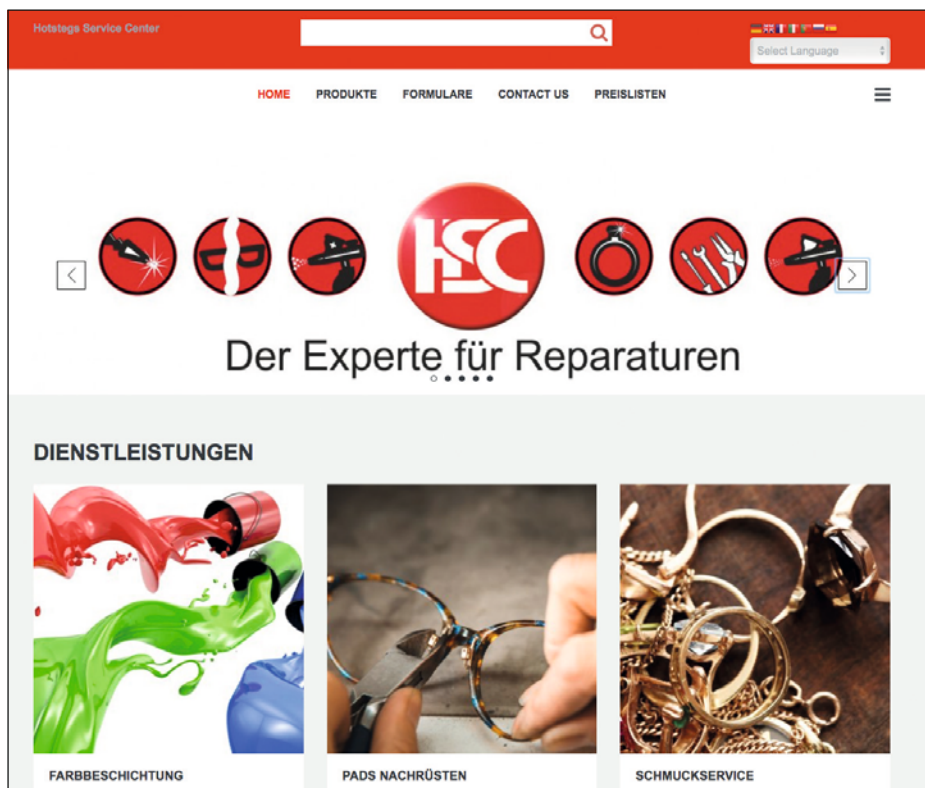 Hotstegs Service Center
Select Language
HOME PRODUKTE FORMULARE CONTACT US PREISLISTEN
HSC
Der Experte für Reparaturen
DIENSTLEISTUNGEN
FARBBESCHICHTUNG PADS NACHRÜSTEN SCHMUCKSERVICE